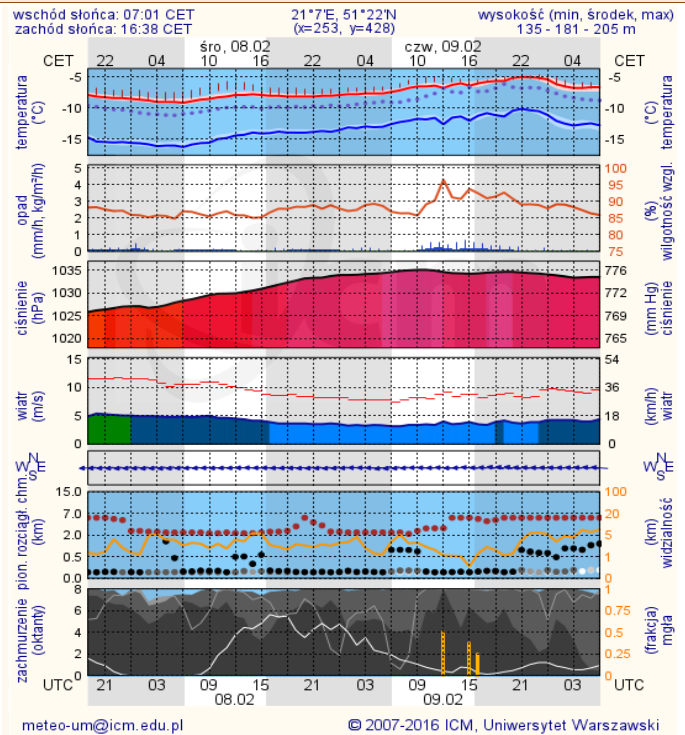 wschód słońca: 07:01 CET 21°7'E, 51°22'N wysokość (min, środek, max)
zachód słońca: 16:38 CET (x=253, y=428) 135 - 181 - 205 m
śro, 08.02 czw, 09.02
CET 22 04 10 16 22 04 10 16 22 04 CET
temperatura (°C) -5 -10 -15 -5 -10 -15 temperatura (°C)
opad (mm/h, kg/m²/h) 5 4 3 2 1 0 100 95 90 85 80 75 (%) wilgotność wzgl.
ciśnienie (hPa) 1035 1030 1025 1020 776 772 769 765 (mm Hg) ciśnienie
wiatr (m/s) 15 10 5 0 54 36 18 0 (km/h) wiatr
N W E S N W E S
pion. rozciągł. chm. (km) 15.0 7.0 2.0 0.5 0.0 100 20 5 1 0 (km) widzialność
zachmurzenie (oktanty) 8 6 4 2 0 1 0.75 0.5 0.25 0 (frakcja) mgła
UTC 21 03 09 15 21 03 09 15 21 03 UTC
08.02 09.02
meteo-um@icm.edu.pl © 2007-2016 ICM, Uniwersytet Warszawski